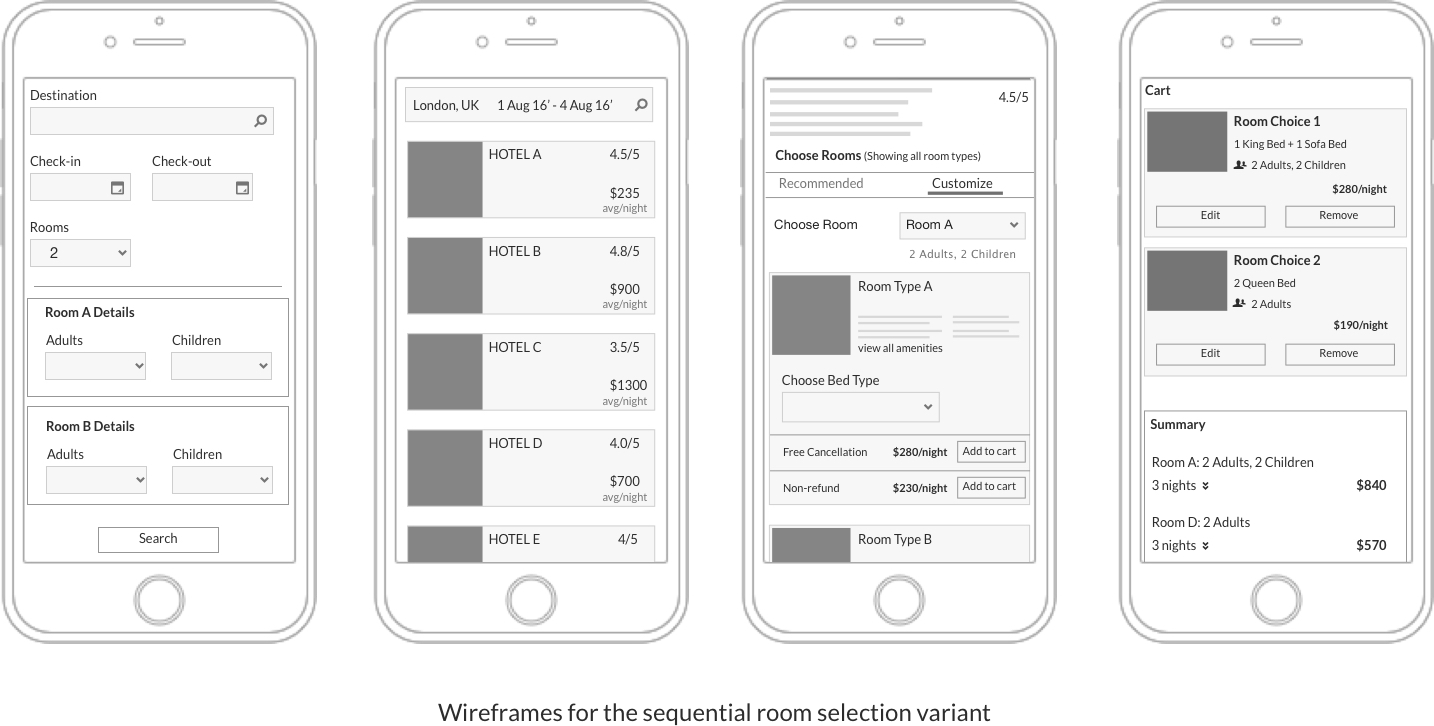 Destination
Check-in Check-out
Rooms
2
Room A Details
Adults Children
Room B Details
Adults Children
Search
London, UK 1 Aug 16’ - 4 Aug 16’
HOTEL A 4.5/5
$235
avg/night
HOTEL B 4.8/5
$900
avg/night
HOTEL C 3.5/5
$1300
avg/night
HOTEL D 4.0/5
$700
avg/night
HOTEL E 4/5
4.5/5
Choose Rooms (Showing all room types)
Recommended Customize
Choose Room Room A
2 Adults, 2 Children
Room Type A
view all amenities
Choose Bed Type
Free Cancellation $280/night Add to cart
Non-refund $230/night Add to cart
Room Type B
Cart
Room Choice 1
1 King Bed + 1 Sofa Bed
2 Adults, 2 Children
$280/night
Edit Remove
Room Choice 2
2 Queen Bed
2 Adults
$190/night
Edit Remove
Summary
Room A: 2 Adults, 2 Children
3 nights $840
Room D: 2 Adults
3 nights $570
Wireframes for the sequential room selection variant